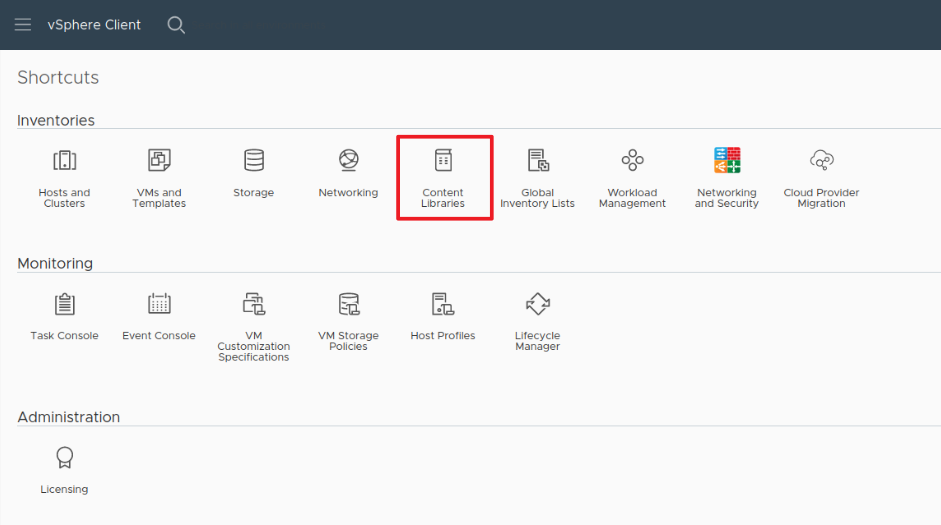 vSphere Client
Shortcuts
Inventories
Hosts and
Clusters
VMs and
Templates
Storage
Networking
Content
Libraries
Global
Inventory Lists
Workload
Management
Networking
and Security
Cloud Provider
Migration
Monitoring
Task Console
Event Console
VM
Customization
Specifications
VM Storage
Policies
Host Profiles
Lifecycle
Manager
Administration
Licensing